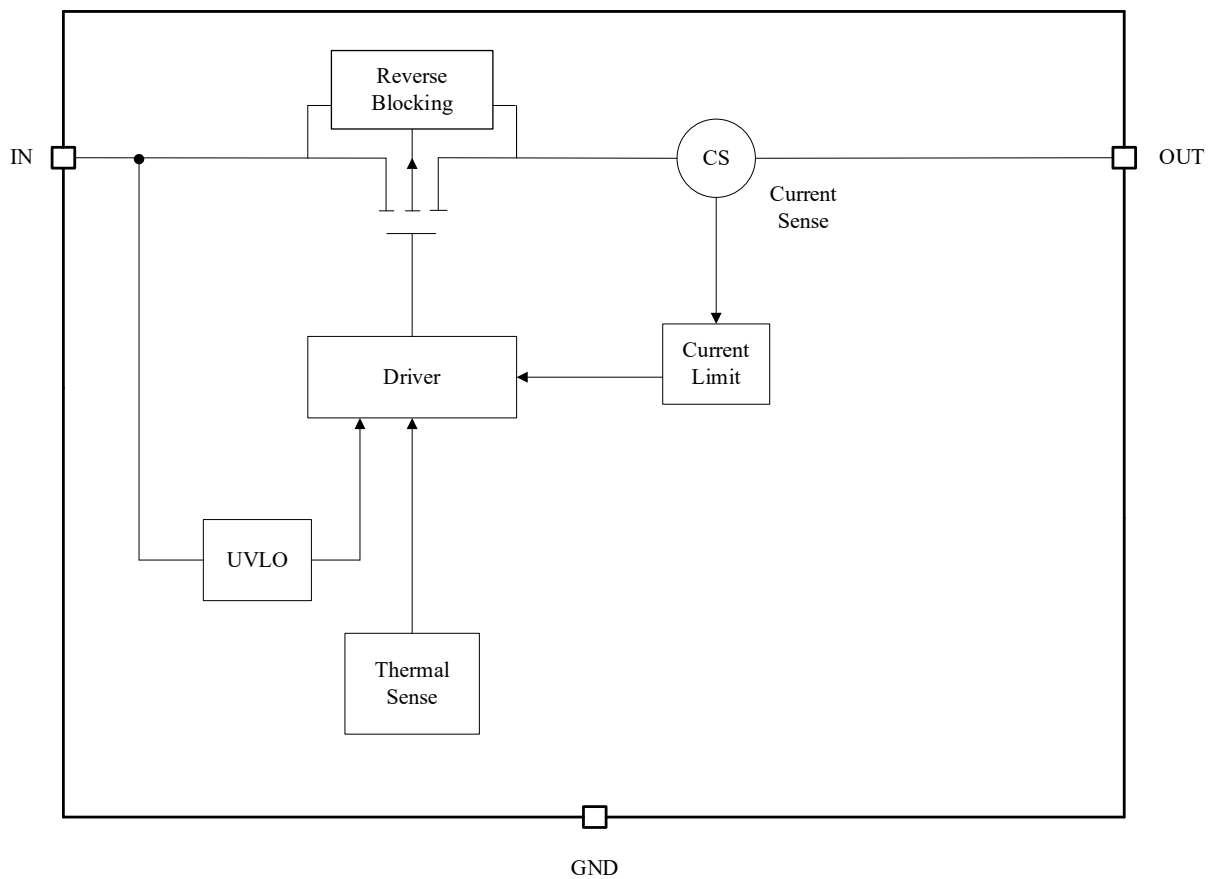 Reverse
Blocking
IN
CS
OUT
Current
Sense
Current
Limit
Driver
UVLO
Thermal
Sense
GND